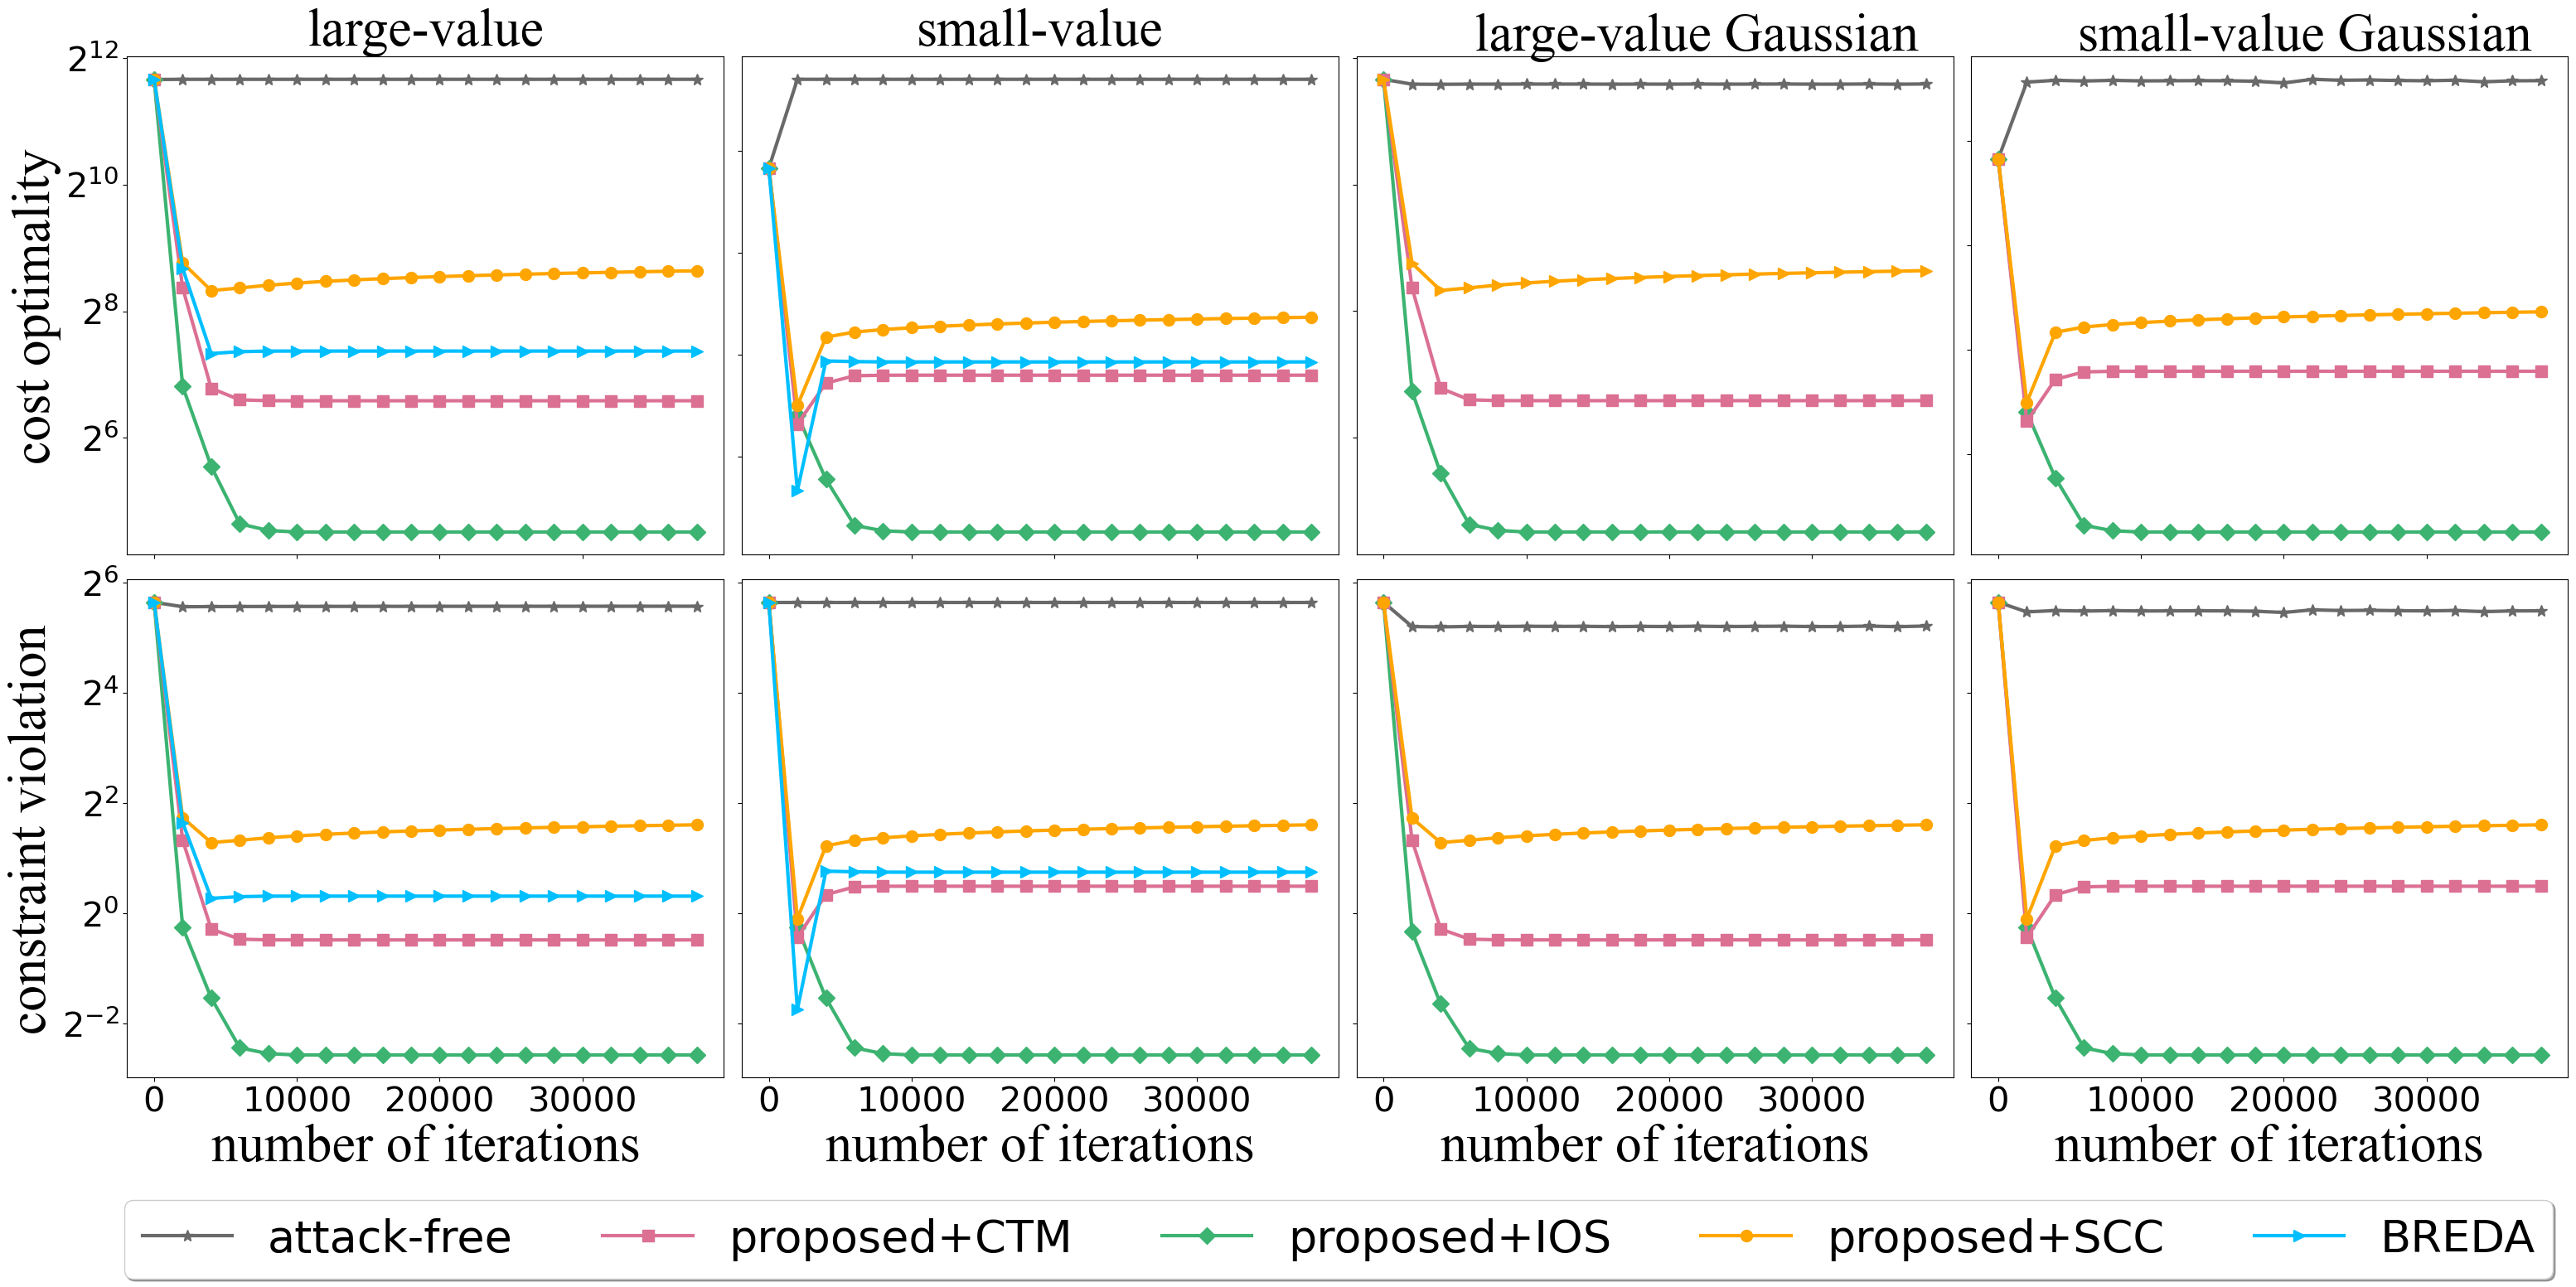 large-value
small-value
large-value Gaussian
small-value Gaussian
cost optimality
2^12
2^10
2^8
2^6
constraint violation
2^6
2^4
2^2
2^0
2^−2
0 10000 20000 30000
0 10000 20000 30000
0 10000 20000 30000
0 10000 20000 30000
number of iterations
number of iterations
number of iterations
number of iterations
attack-free
proposed+CTM
proposed+IOS
proposed+SCC
BREDA